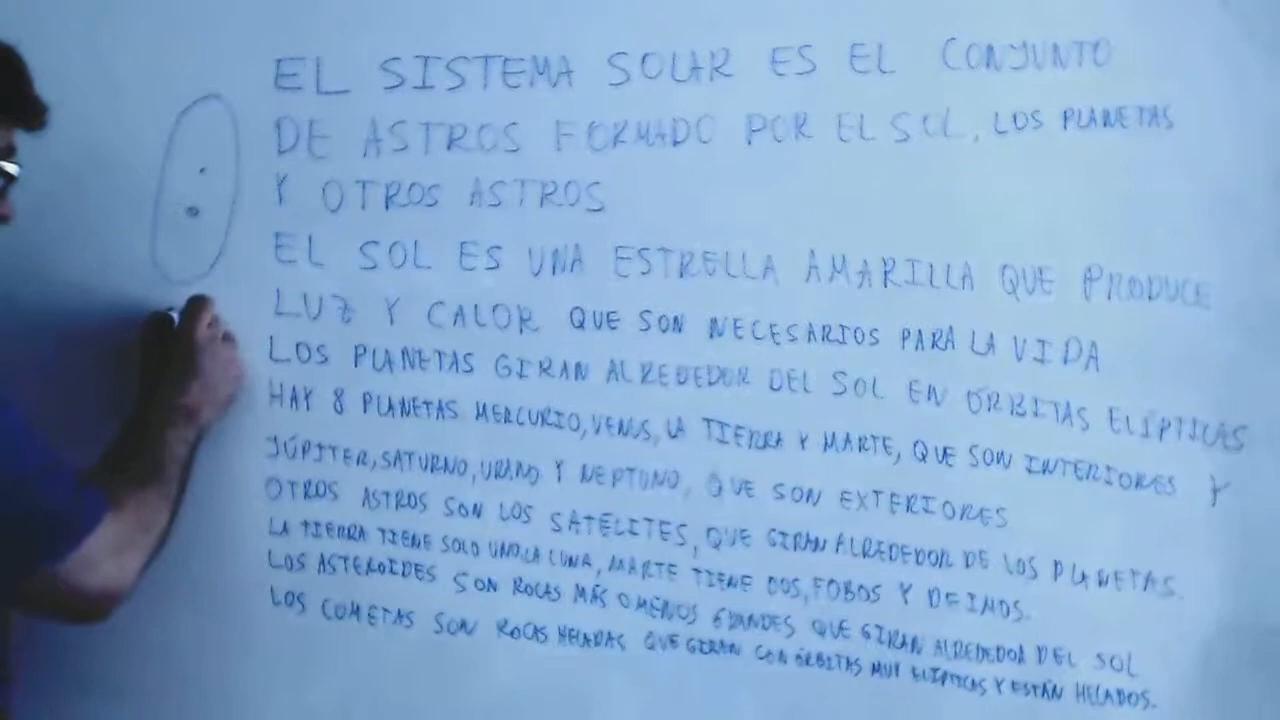 EL SISTEMA SOLAR ES EL CONJUNTO
DE ASTROS FORMADO POR EL SOL, LOS PLANETAS
Y OTROS ASTROS
EL SOL ES UNA ESTRELLA AMARILLA QUE PRODUCE
LUZ Y CALOR QUE SON NECESARIOS PARA LA VIDA
LOS PLANETAS GIRAN ALREDEDOR DEL SOL EN ÓRBITAS ELÍPTICAS
HAY 8 PLANETAS MERCURIO, VENUS, LA TIERRA Y MARTE, QUE SON INTERIORES Y
JÚPITER, SATURNO, URANO Y NEPTUNO, QUE SON EXTERIORES
OTROS ASTROS SON LOS SATÉLITES, QUE GIRAN ALREDEDOR DE LOS PLANETAS.
LA TIERRA TIENE SOLO UNO, LA LUNA, MARTE TIENE DOS, FOBOS Y DEIMOS.
LOS ASTEROIDES SON ROCAS MÁS O MENOS GRANDES QUE GIRAN ALREDEDOR DEL SOL
LOS COMETAS SON ROCAS HELADAS QUE GIRAN CON ÓRBITAS MUY ELÍPTICAS Y ESTÁN HELADOS.